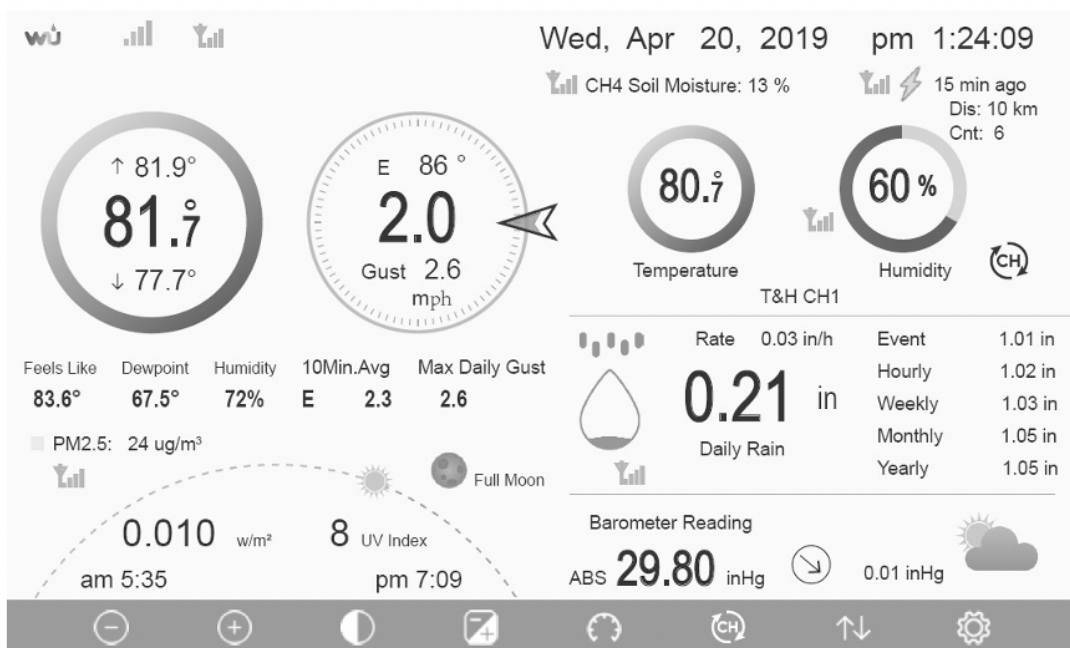 wu
Wed, Apr 20, 2019 pm 1:24:09
CH4 Soil Moisture: 13 %
15 min ago
Dis: 10 km
Cnt: 6
↑ 81.9°
81.7°
↓ 77.7°
E 86 °
2.0
Gust 2.6
mph
80.7°
Temperature
60 %
Humidity
CH
T&H CH1
Feels Like Dewpoint Humidity 10Min.Avg Max Daily Gust
83.6° 67.5° 72% E 2.3 2.6
PM2.5: 24 ug/m³
Full Moon
0.010 w/m² 8 UV Index
am 5:35 pm 7:09
Rate 0.03 in/h
0.21 in
Daily Rain
Event 1.01 in
Hourly 1.02 in
Weekly 1.03 in
Monthly 1.05 in
Yearly 1.05 in
Barometer Reading
ABS 29.80 inHg 0.01 inHg
CH